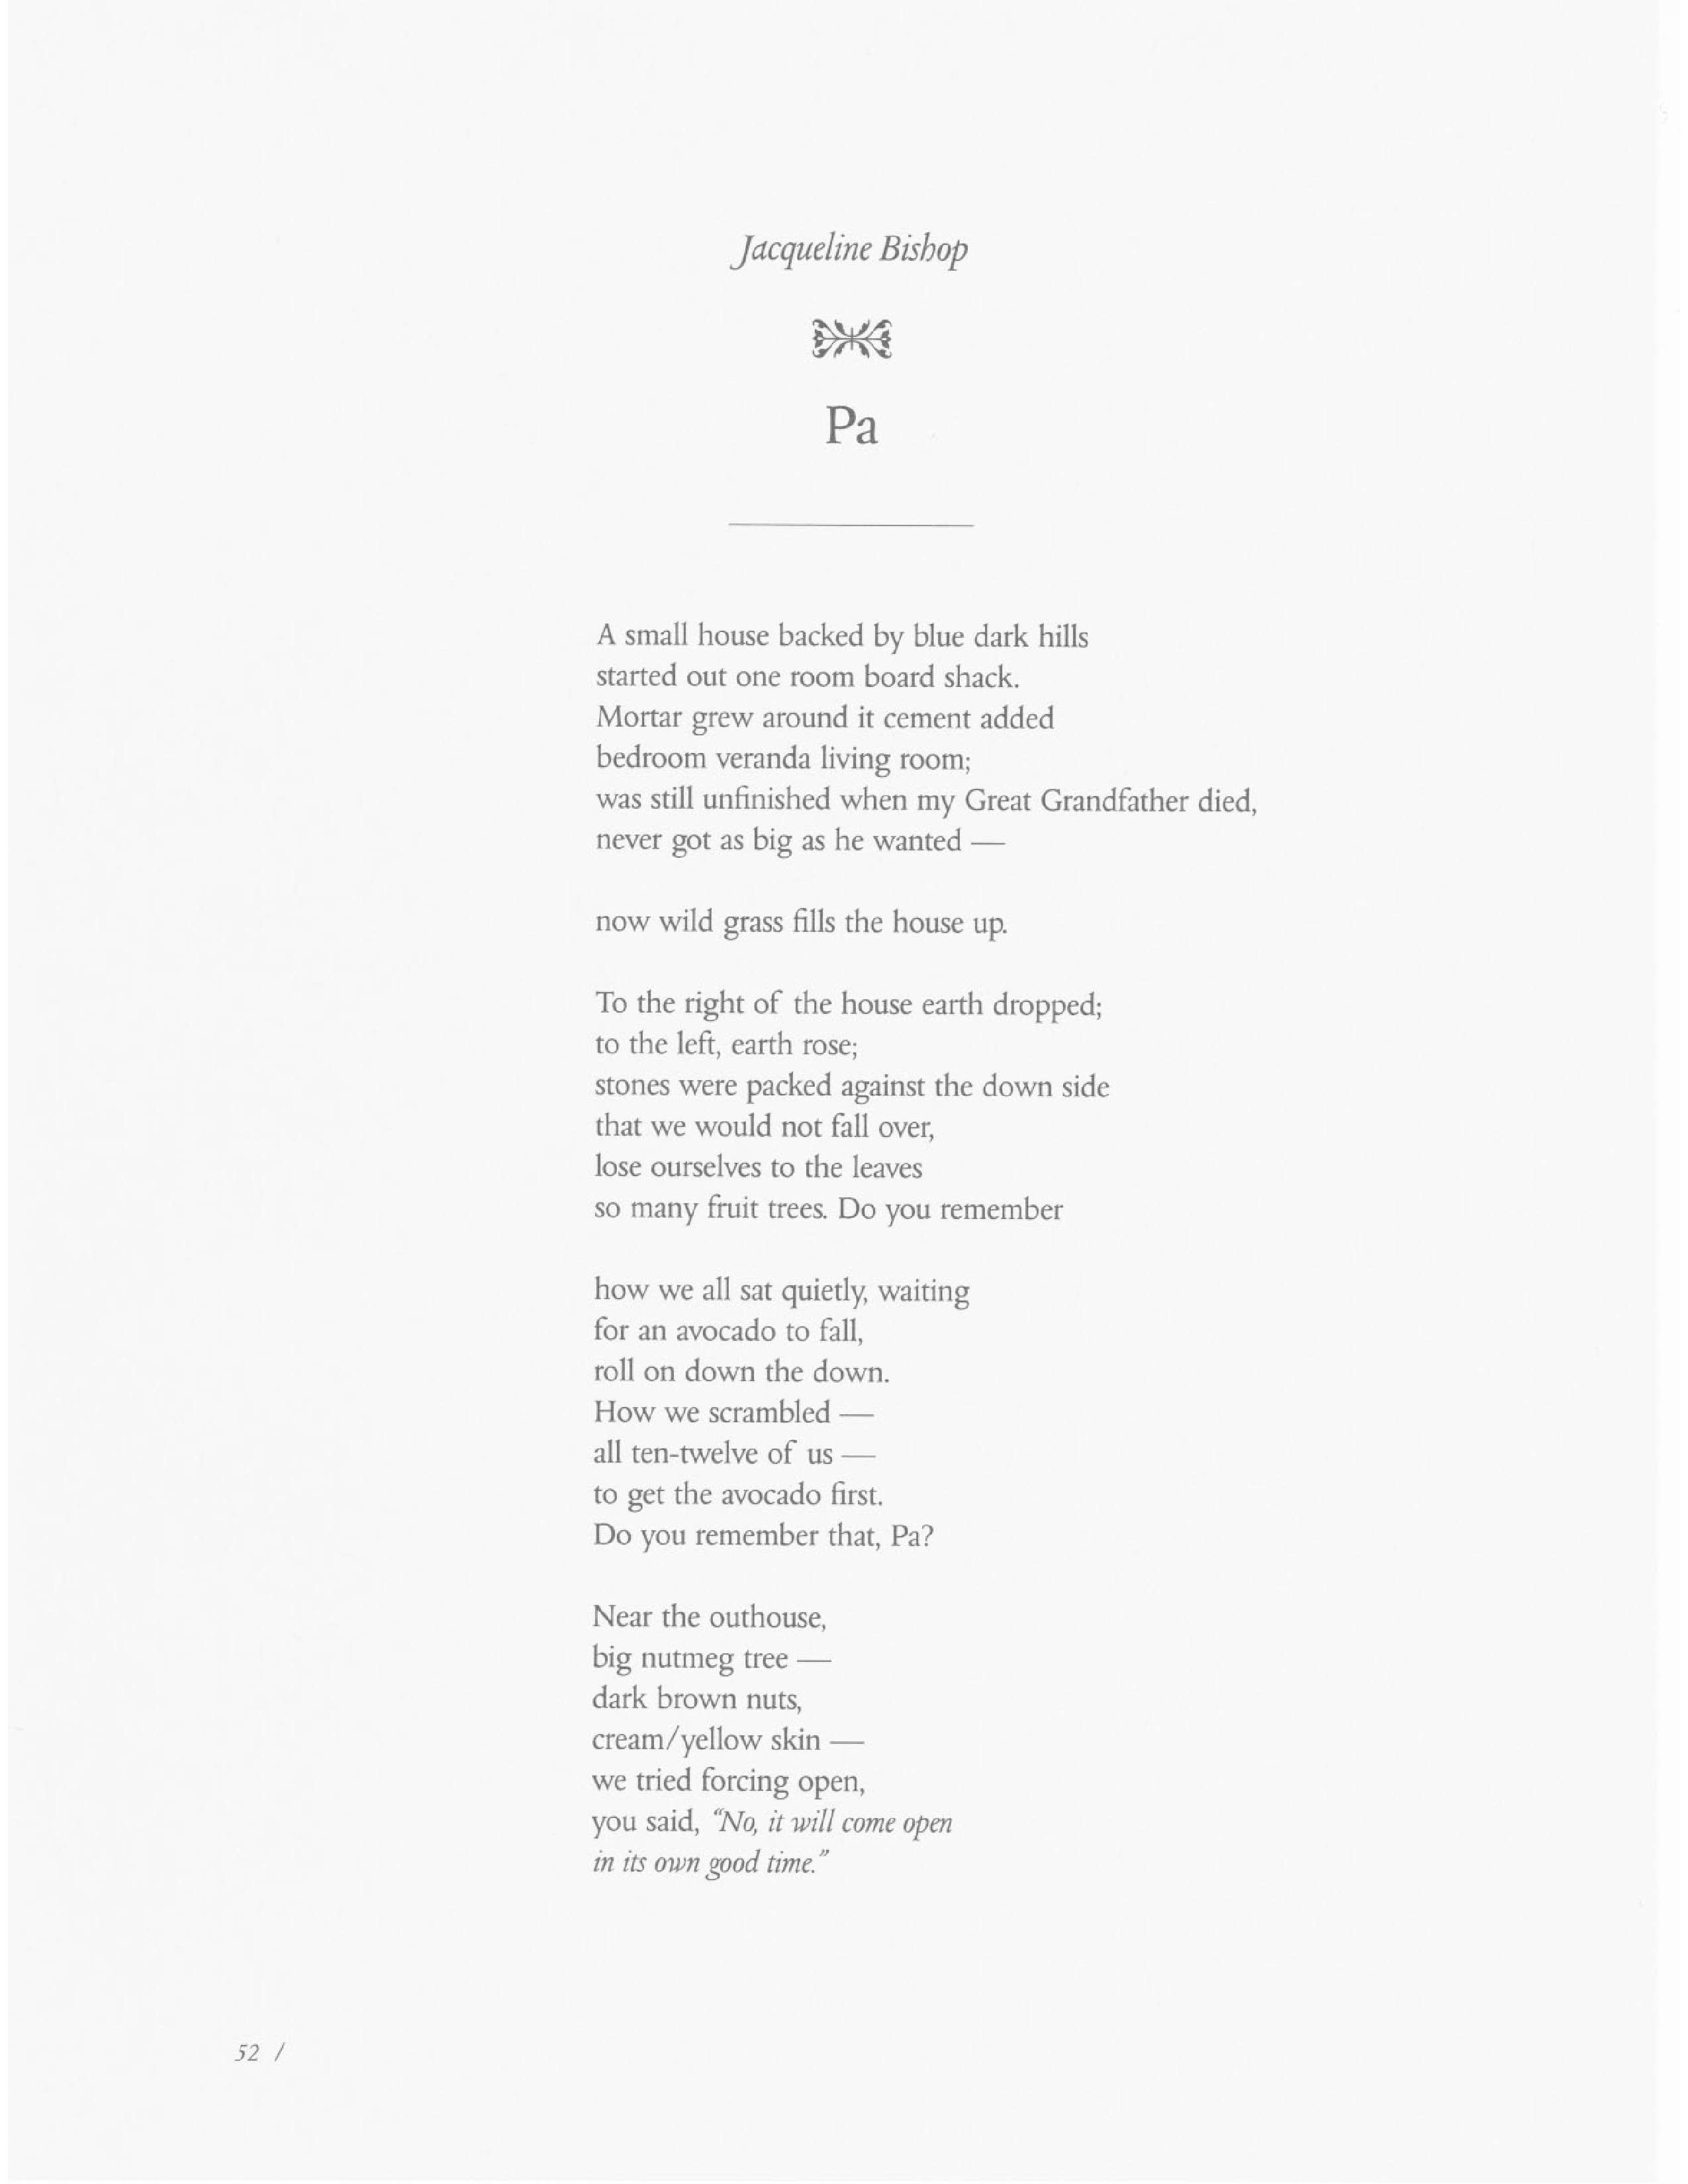 Jacqueline Bishop
Pa
A small house backed by blue dark hills
started out one room board shack.
Mortar grew around it cement added
bedroom veranda living room;
was still unfinished when my Great Grandfather died,
never got as big as he wanted —
now wild grass fills the house up.
To the right of the house earth dropped;
to the left, earth rose;
stones were packed against the down side
that we would not fall over,
lose ourselves to the leaves
so many fruit trees. Do you remember
how we all sat quietly, waiting
for an avocado to fall,
roll on down the down.
How we scrambled —
all ten-twelve of us —
to get the avocado first.
Do you remember that, Pa?
Near the outhouse,
big nutmeg tree —
dark brown nuts,
cream/yellow skin —
we tried forcing open,
you said, “No, it will come open
in its own good time.”
52 /